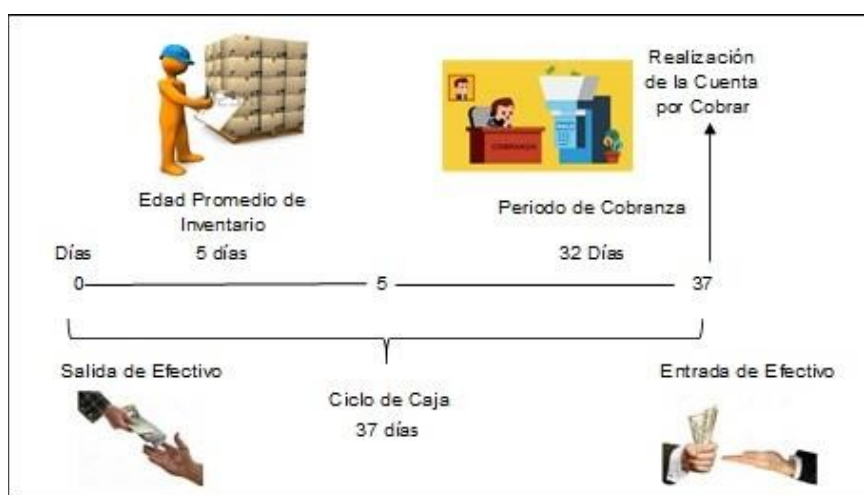 Realización
de la Cuenta
por Cobrar
COBRANZA
Edad Promedio de
Inventario
Periodo de Cobranza
Días
5 días
32 Días
0
5
37
Salida de Efectivo
Entrada de Efectivo
Ciclo de Caja
37 días